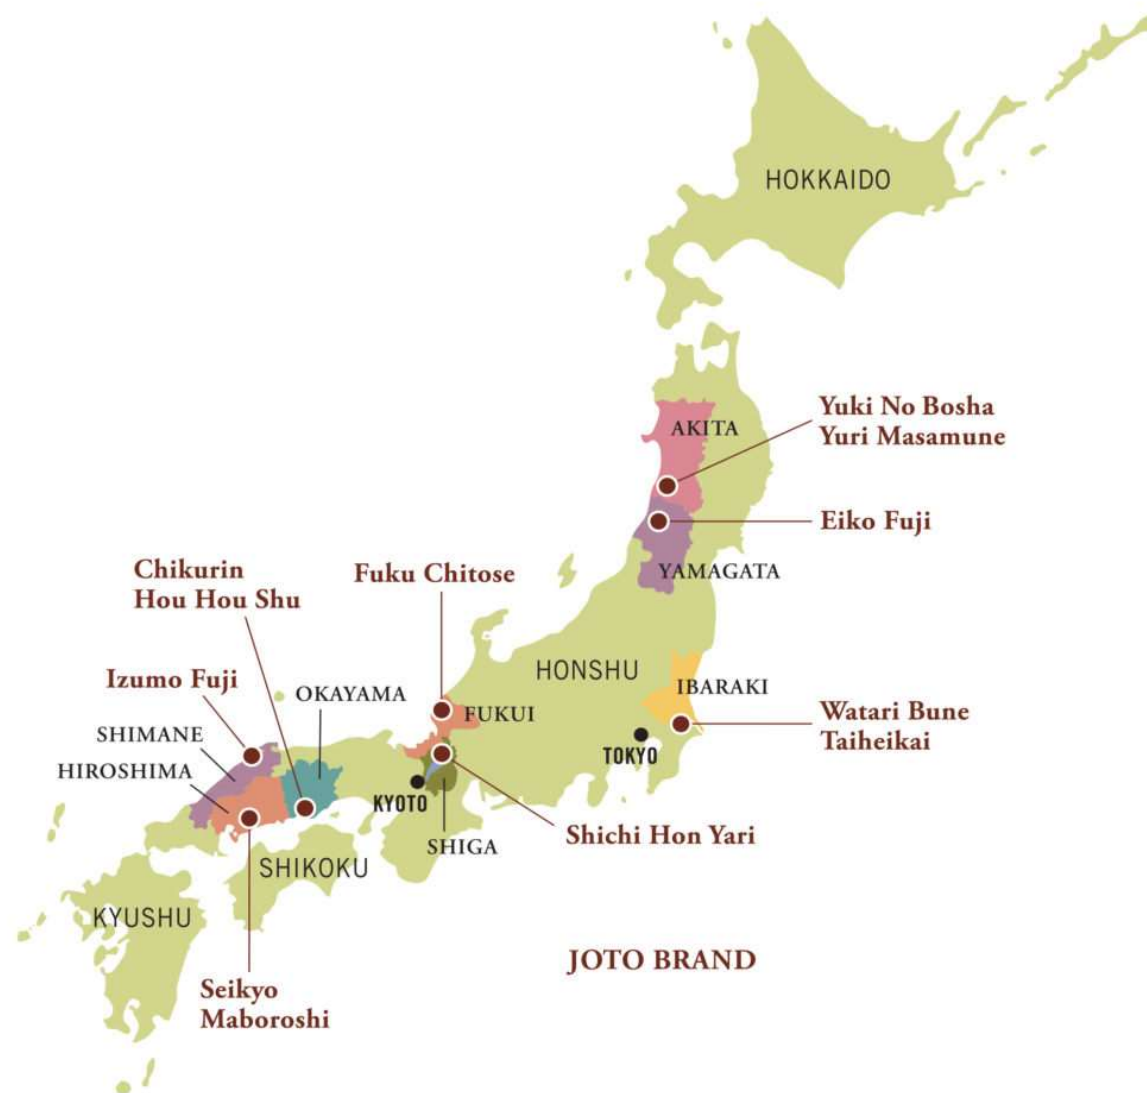 HOKKAIDO
Yuki No Bosha
Yuri Masamune
AKITA
Eiko Fuji
YAMAGATA
Chikurin
Hou Hou Shu
Fuku Chitose
HONSHU
IBARAKI
Izumo Fuji
OKAYAMA
FUKUI
Watari Bune
Taiheikai
SHIMANE
TOKYO
HIROSHIMA
KYOTO
Shichi Hon Yari
SHIGA
SHIKOKU
KYUSHU
JOTO BRAND
Seikyo
Maboroshi